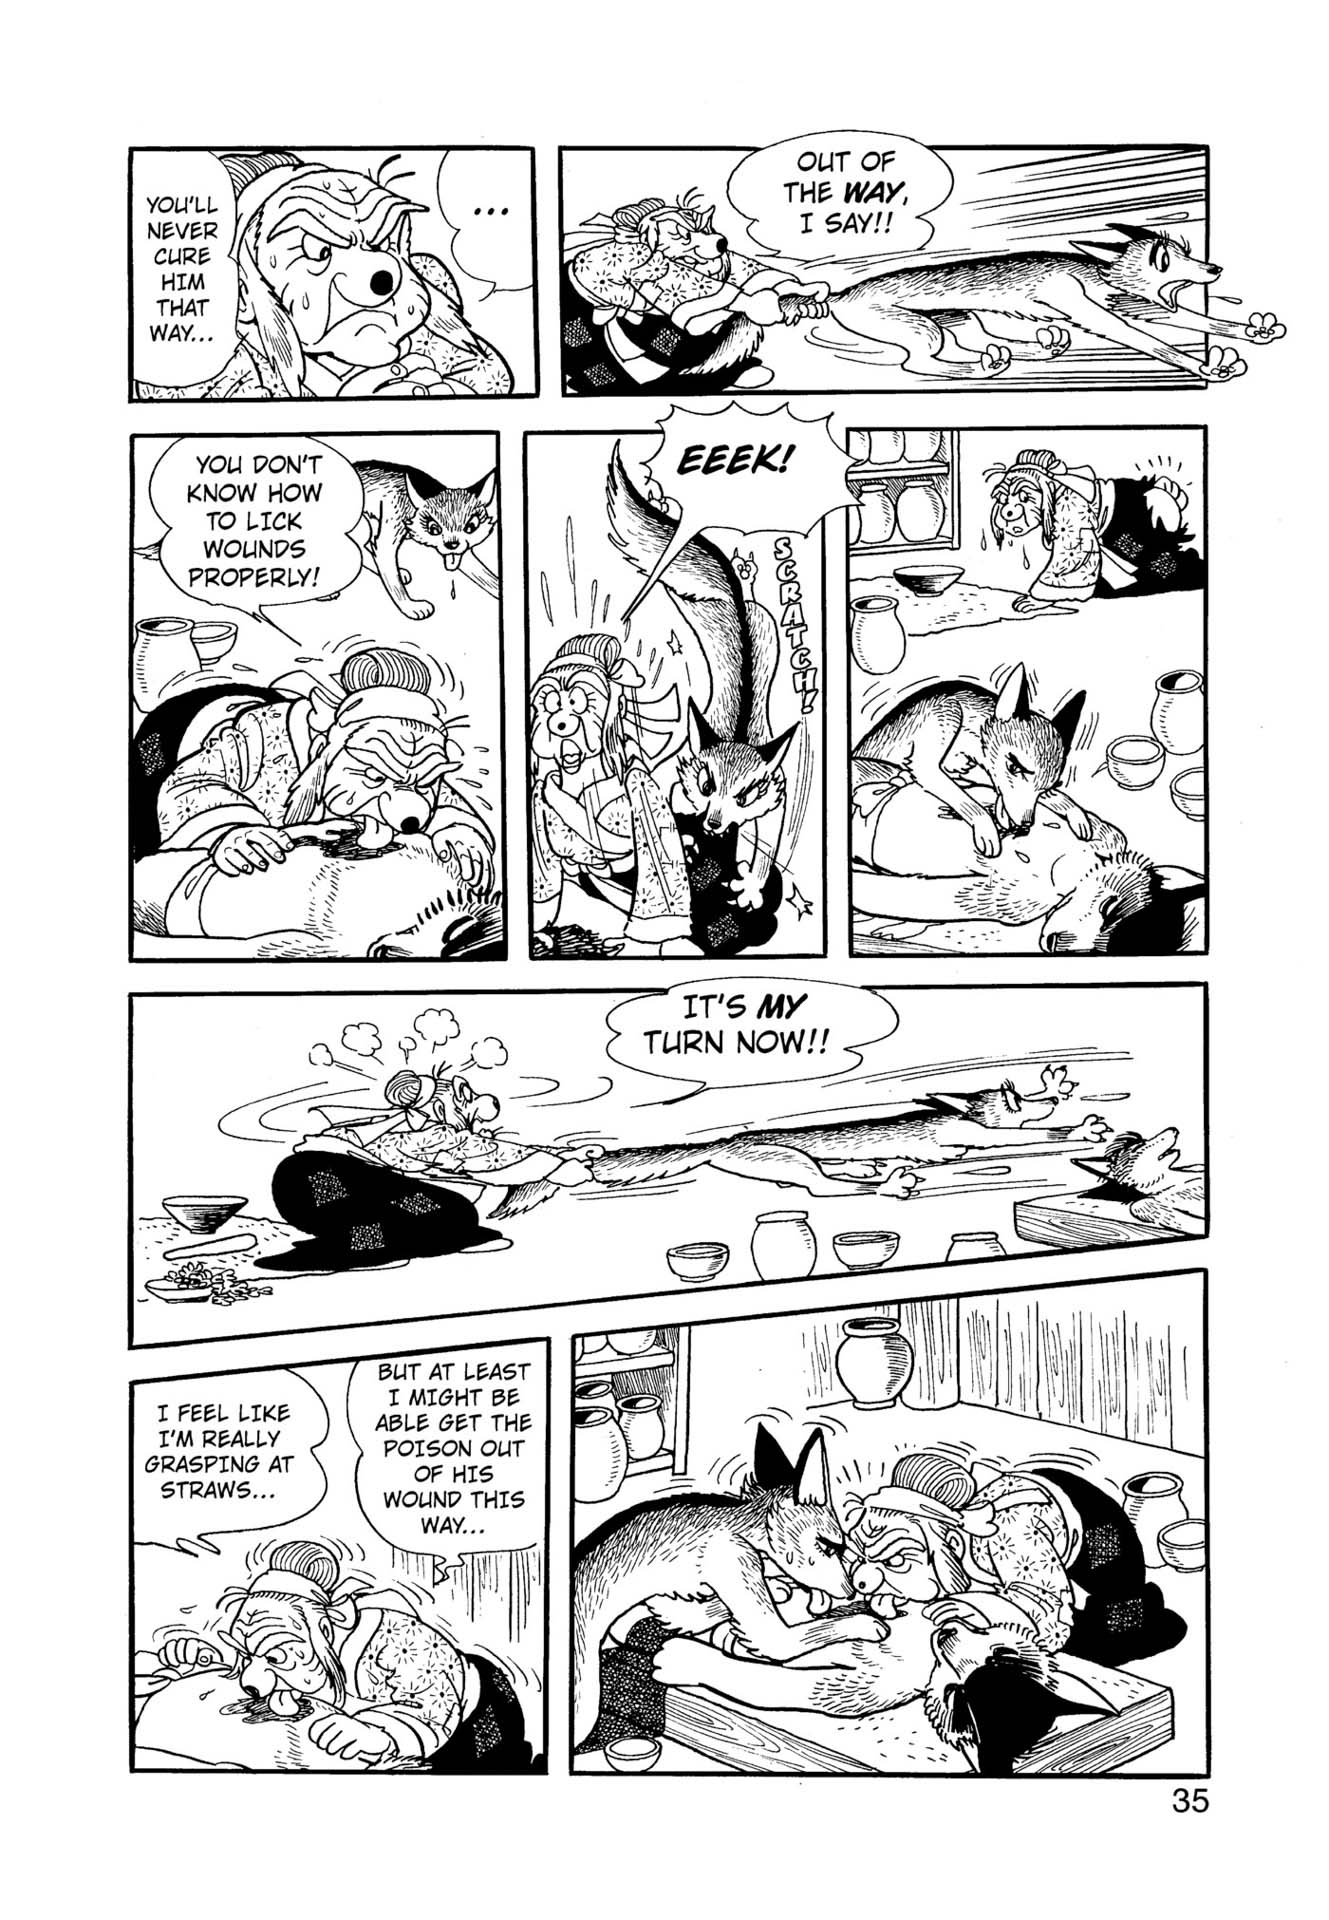 YOU'LL
NEVER
CURE
HIM
THAT
WAY...
...
OUT OF
THE WAY,
I SAY!!
YOU DON'T
KNOW HOW
TO LICK
WOUNDS
PROPERLY!
EEEK!
SCRATCH!
IT'S MY
TURN NOW!!
I FEEL LIKE
I'M REALLY
GRASPING AT
STRAWS...
BUT AT LEAST
I MIGHT BE
ABLE GET THE
POISON OUT
OF HIS
WOUND THIS
WAY...
35